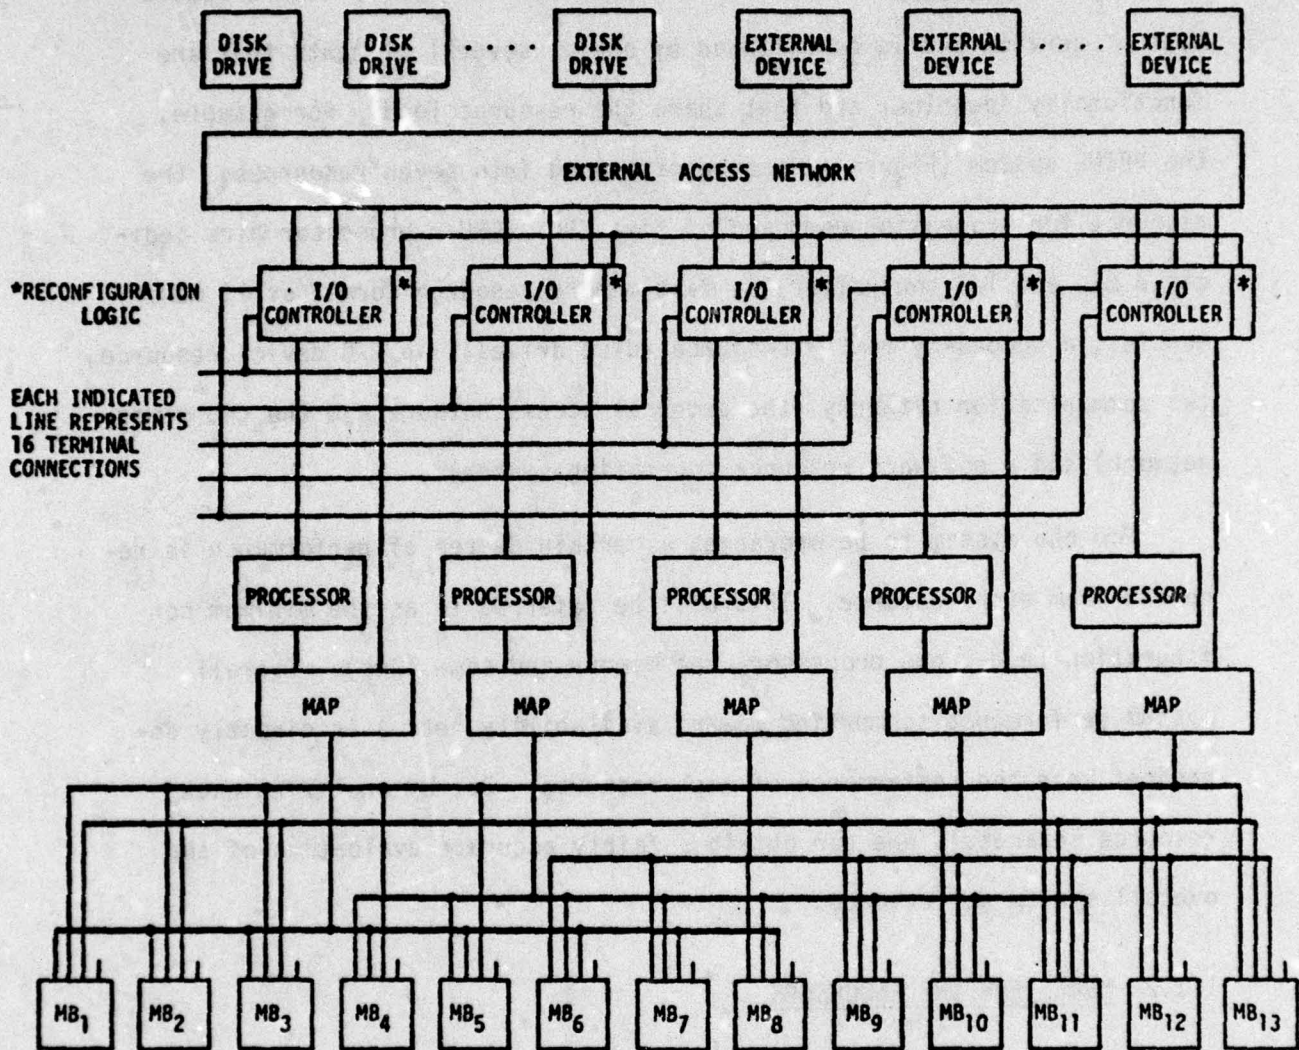 DISK DRIVE
DISK DRIVE
. . .
DISK DRIVE
EXTERNAL DEVICE
EXTERNAL DEVICE
. . .
EXTERNAL DEVICE
EXTERNAL ACCESS NETWORK
*RECONFIGURATION
LOGIC
I/O CONTROLLER
*
I/O CONTROLLER
*
I/O CONTROLLER
*
I/O CONTROLLER
*
I/O CONTROLLER
*
EACH INDICATED
LINE REPRESENTS
16 TERMINAL
CONNECTIONS
PROCESSOR
PROCESSOR
PROCESSOR
PROCESSOR
PROCESSOR
MAP
MAP
MAP
MAP
MAP
MB1
MB2
MB3
MB4
MB5
MB6
MB7
MB8
MB9
MB10
MB11
MB12
MB13